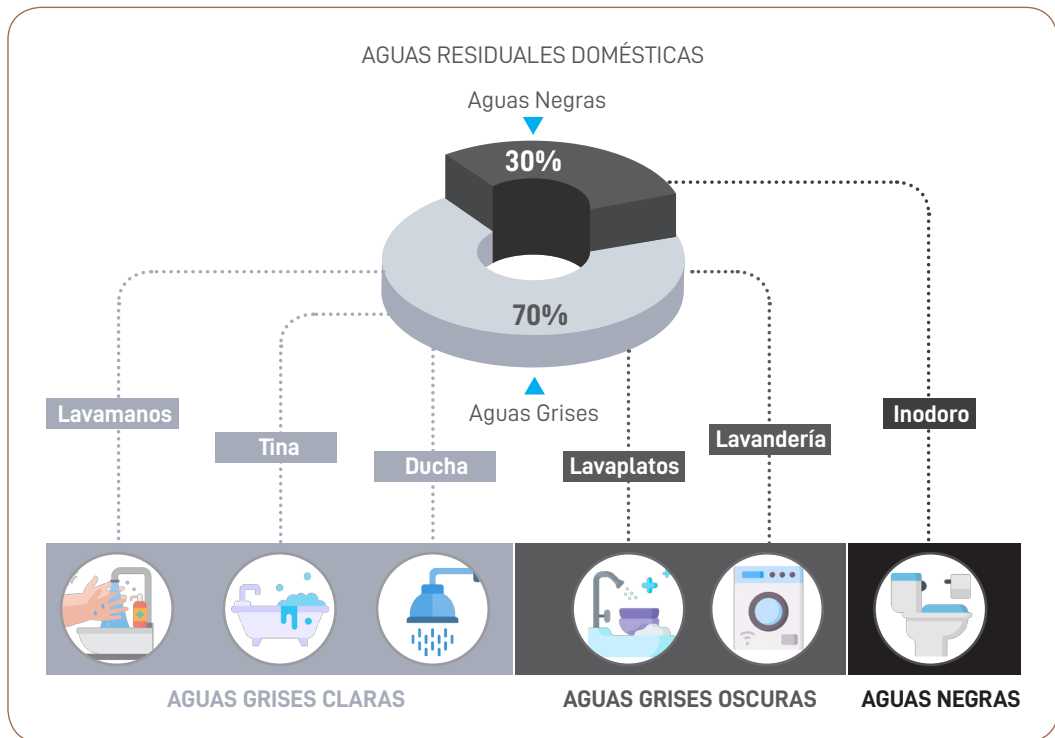 AGUAS RESIDUALES DOMÉSTICAS
Aguas Negras
30%
70%
Aguas Grises
Lavamanos
Tina
Ducha
Lavaplatos
Lavandería
Inodoro
AGUAS GRISES CLARAS
AGUAS GRISES OSCURAS
AGUAS NEGRAS